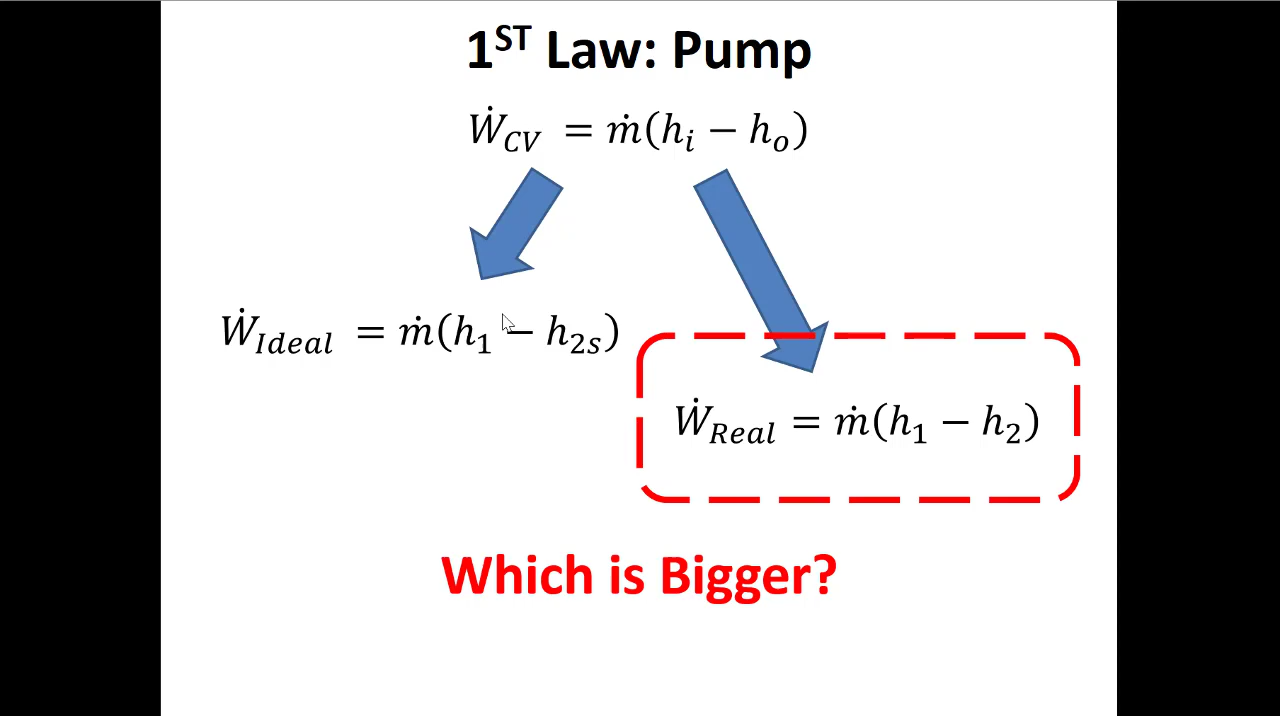 1ST Law: Pump
Ẇ_CV = ṁ(h_i − h_o)
Ẇ_Ideal = ṁ(h_1 − h_2s)
Ẇ_Real = ṁ(h_1 − h_2)
Which is Bigger?